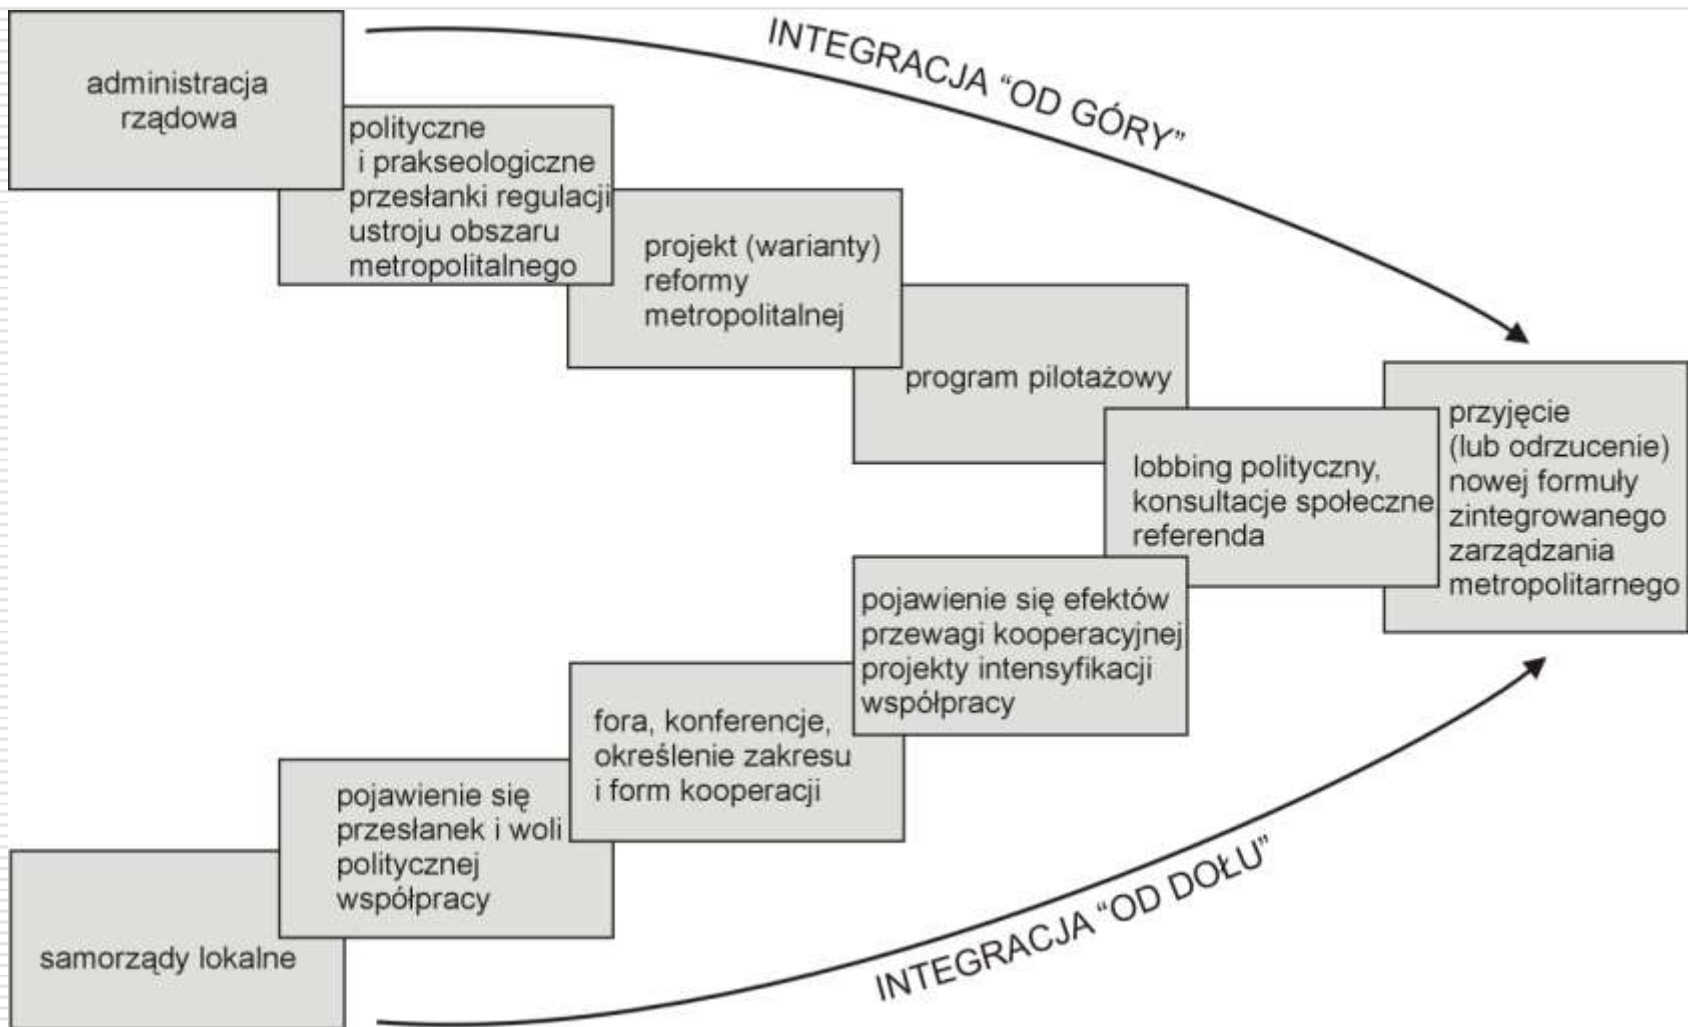 administracja
rządowa
INTEGRACJA “OD GÓRY”
polityczne
i prakseologiczne
przesłanki regulacji
ustroju obszaru
metropolitalnego
projekt (warianty)
reformy
metropolitalnej
program pilotażowy
lobbing polityczny,
konsultacje społeczne
referenda
przyjęcie
(lub odrzucenie)
nowej formuły
zintegrowanego
zarządzania
metropolitarnego
pojawienie się efektów
przewagi kooperacyjnej
projekty intensyfikacji
współpracy
fora, konferencje,
określenie zakresu
i form kooperacji
pojawienie się
przesłanek i woli
politycznej
współpracy
samorządy lokalne
INTEGRACJA “OD DOŁU”